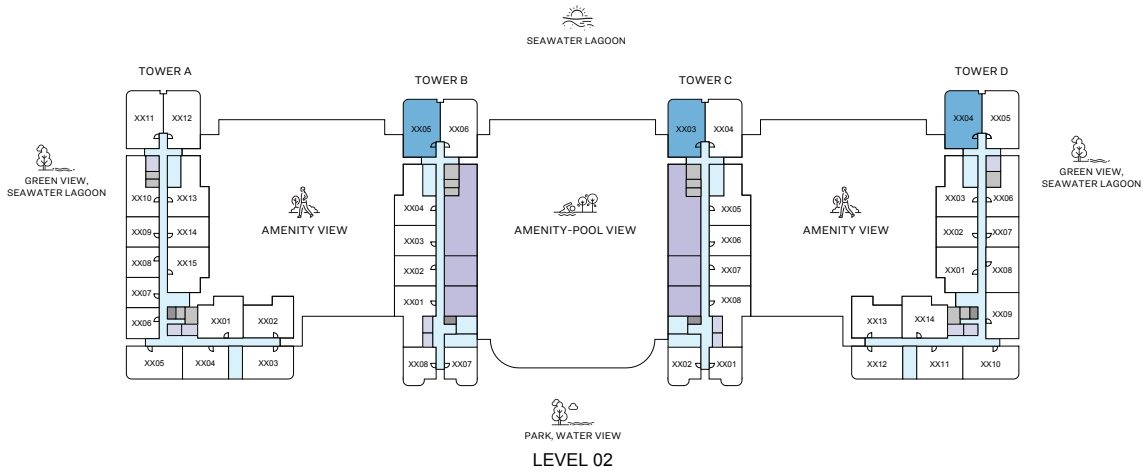 SEAWATER LAGOON
TOWER A
TOWER B
TOWER C
TOWER D
XX11
XX12
XX05
XX06
XX03
XX04
XX04
XX05
GREEN VIEW,
SEAWATER LAGOON
GREEN VIEW,
SEAWATER LAGOON
XX10
XX13
XX04
XX05
XX03
XX06
AMENITY VIEW
AMENITY-POOL VIEW
AMENITY VIEW
XX09
XX14
XX03
XX06
XX02
XX07
XX08
XX15
XX02
XX07
XX01
XX08
XX07
XX01
XX08
XX06
XX01
XX02
XX13
XX14
XX09
XX05
XX04
XX03
XX08
XX07
XX02
XX01
XX12
XX11
XX10
PARK, WATER VIEW
LEVEL 02